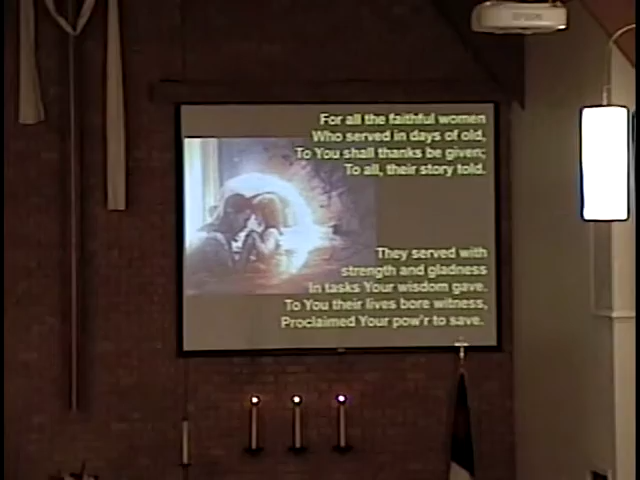 EPSON
For all the faithful women
Who served in days of old,
To You shall thanks be given;
To all, their story told.
They served with
strength and gladness
In tasks Your wisdom gave.
To You their lives bore witness,
Proclaimed Your pow'r to save.